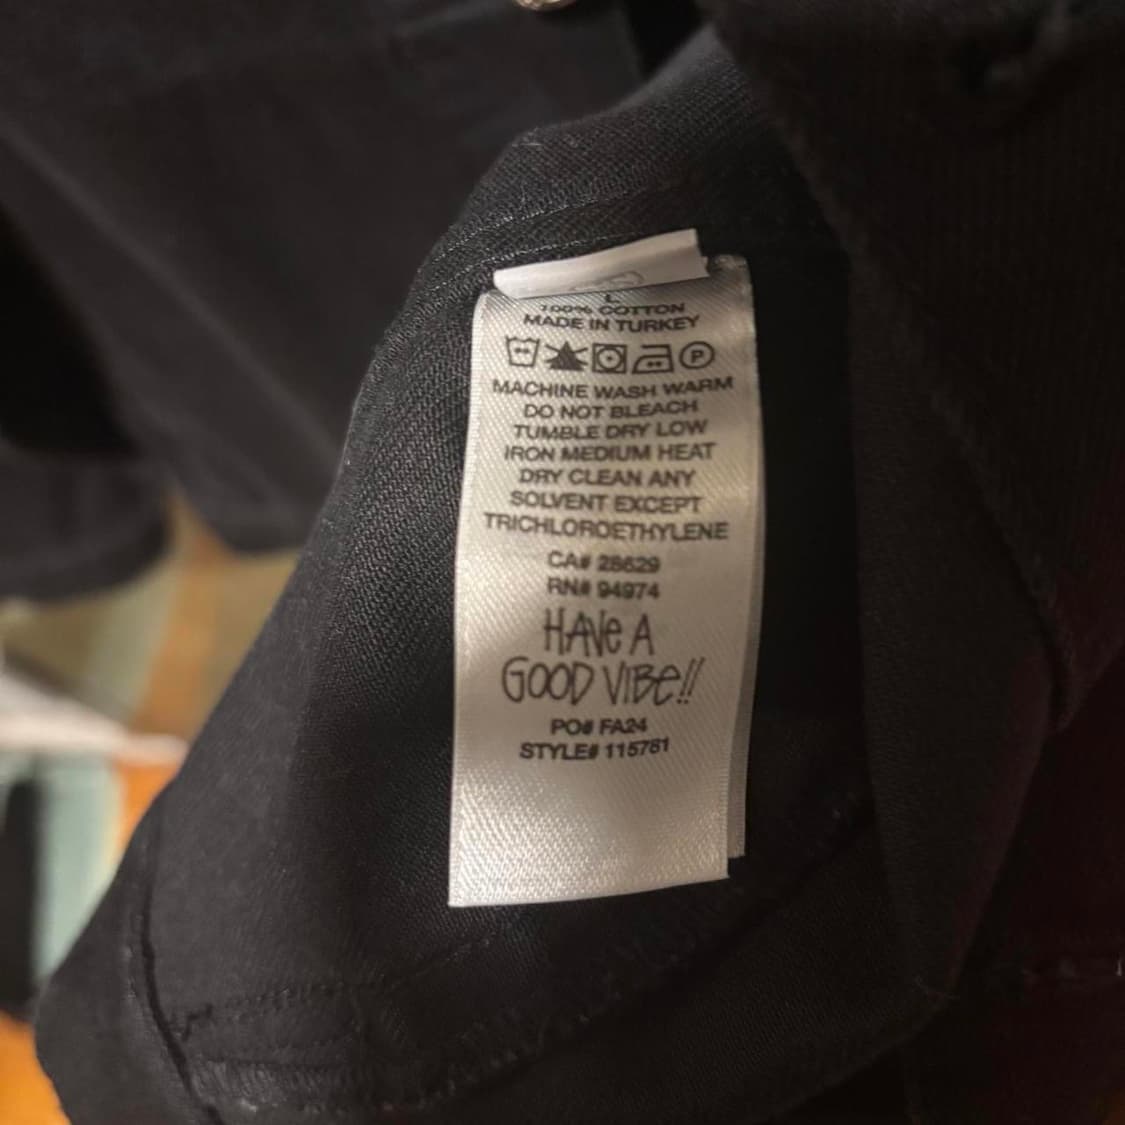 L
100% COTTON
MADE IN TURKEY
P
MACHINE WASH WARM
DO NOT BLEACH
TUMBLE DRY LOW
IRON MEDIUM HEAT
DRY CLEAN ANY
SOLVENT EXCEPT
TRICHLOROETHYLENE
CA# 28629
RN# 94974
HAVe A
GOOD VIBe!!
PO# FA24
STYLE# 115781